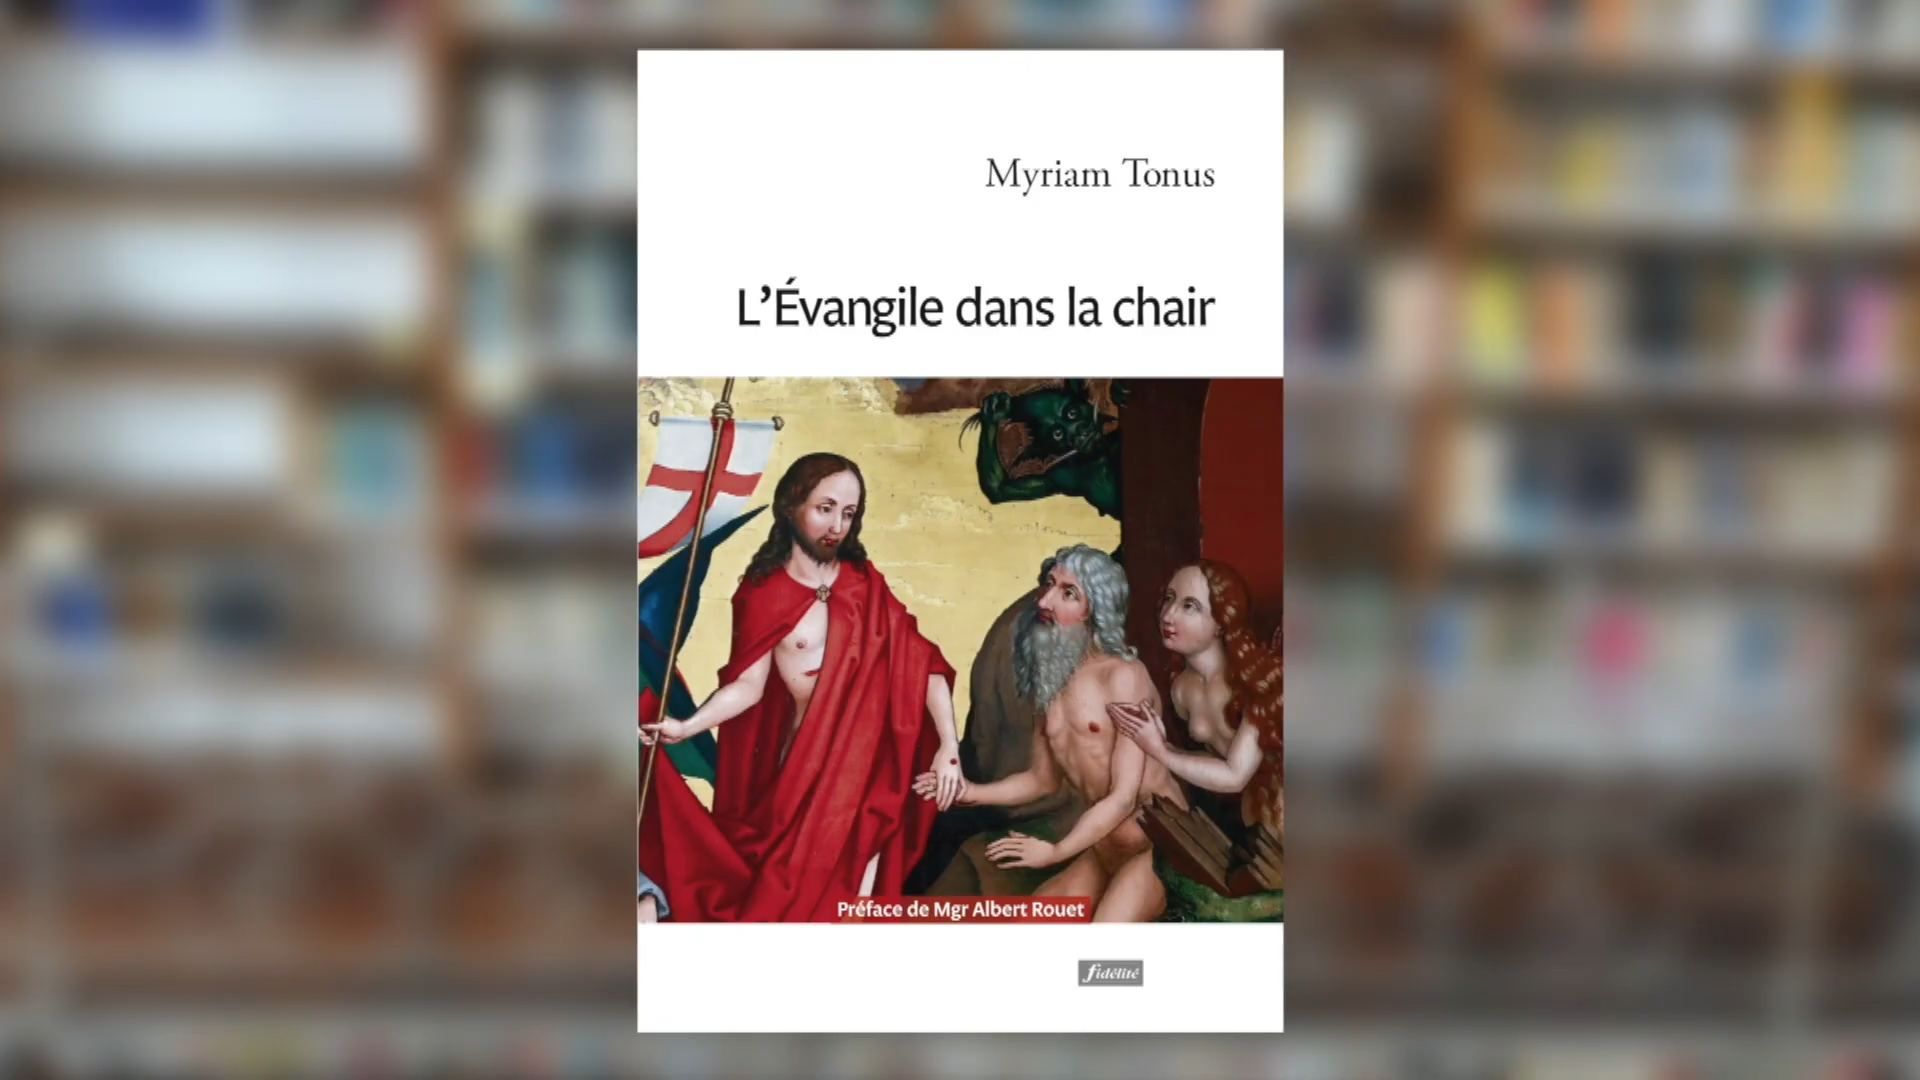 Myriam Tonus
L’Évangile dans la chair
Préface de Mgr Albert Rouet
fidélité